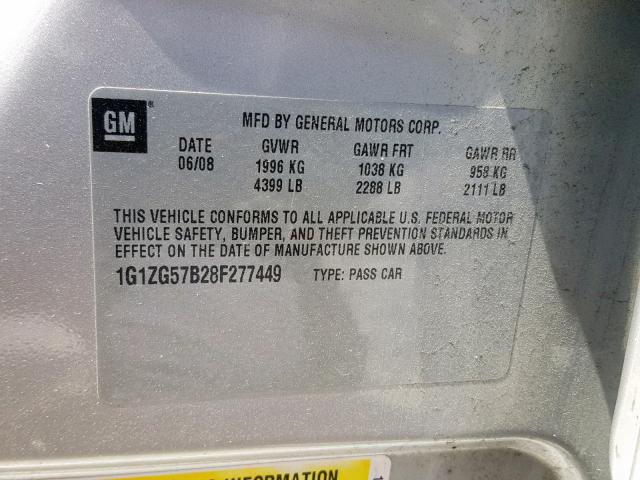 GM ®
MFD BY GENERAL MOTORS CORP.
DATE GVWR GAWR FRT GAWR RR
06/08 1996 KG 1038 KG 958 KG
4399 LB 2288 LB 2111 LB
THIS VEHICLE CONFORMS TO ALL APPLICABLE U.S. FEDERAL MOTOR
VEHICLE SAFETY, BUMPER, AND THEFT PREVENTION STANDARDS IN
EFFECT ON THE DATE OF MANUFACTURE SHOWN ABOVE.
1G1ZG57B28F277449 TYPE: PASS CAR
INFORMATION